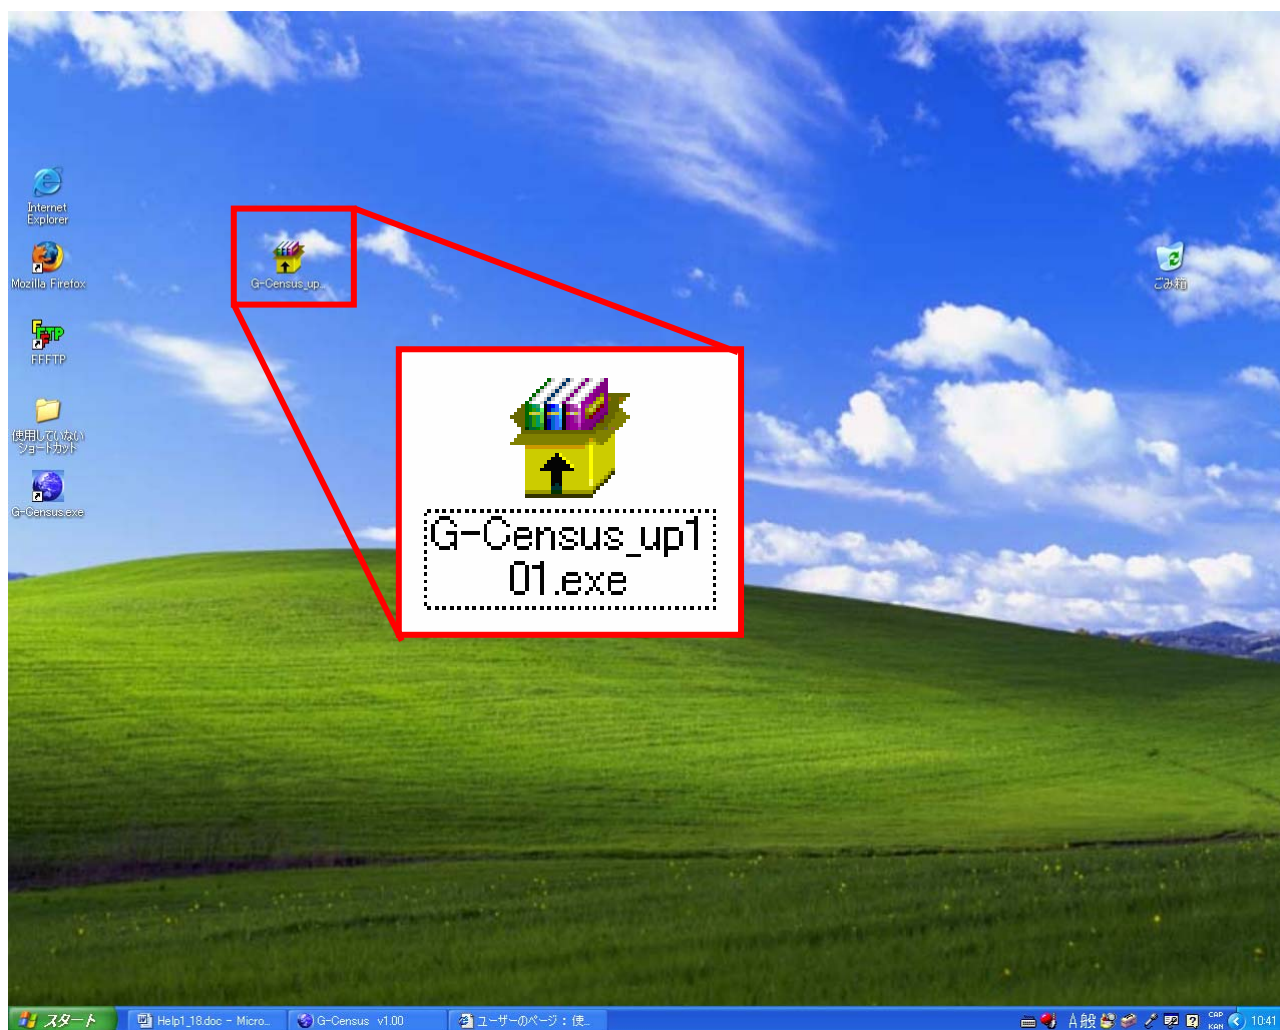 Internet
Explorer
Mozilla Firefox
FFFTP
使用していない
ショートカット
G-Census.exe
G-Census_up...
G-Census_up1
01.exe
ごみ箱
スタート
Help1_18.doc - Micro...
G-Census v1.00
ユーザーのページ : 使...
A 般
CAP
KANA
10:41